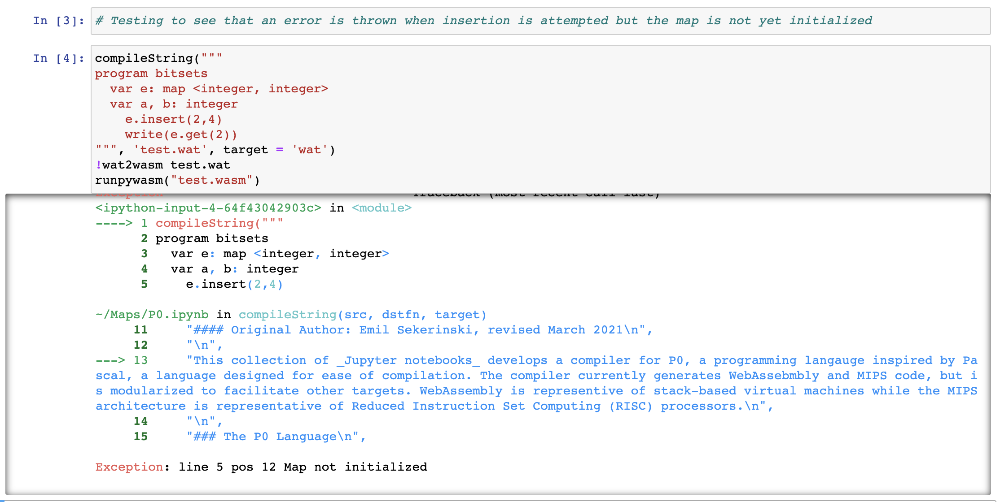 In [3]: # Testing to see that an error is thrown when insertion is attempted but the map is not yet initialized
In [4]: compileString("""
program bitsets
  var e: map <integer, integer>
  var a, b: integer
    e.insert(2,4)
    write(e.get(2))
""", 'test.wat', target = 'wat')
!wat2wasm test.wat
runpywasm("test.wasm")
Exception Traceback (most recent call last)
<ipython-input-4-64f43042903c> in <module>
----> 1 compileString("""
      2 program bitsets
      3   var e: map <integer, integer>
      4   var a, b: integer
      5     e.insert(2,4)
~/Maps/P0.ipynb in compileString(src, dstfn, target)
     11     "#### Original Author: Emil Sekerinski, revised March 2021\n",
     12     "\n",
---> 13     "This collection of _Jupyter notebooks_ develops a compiler for P0, a programming langauge inspired by Pa
scal, a language designed for ease of compilation. The compiler currently generates WebAssebmbly and MIPS code, but i
s modularized to facilitate other targets. WebAssembly is representive of stack-based virtual machines while the MIPS
architecture is representative of Reduced Instruction Set Computing (RISC) processors.\n",
     14     "\n",
     15     "### The P0 Language\n",
Exception: line 5 pos 12 Map not initialized